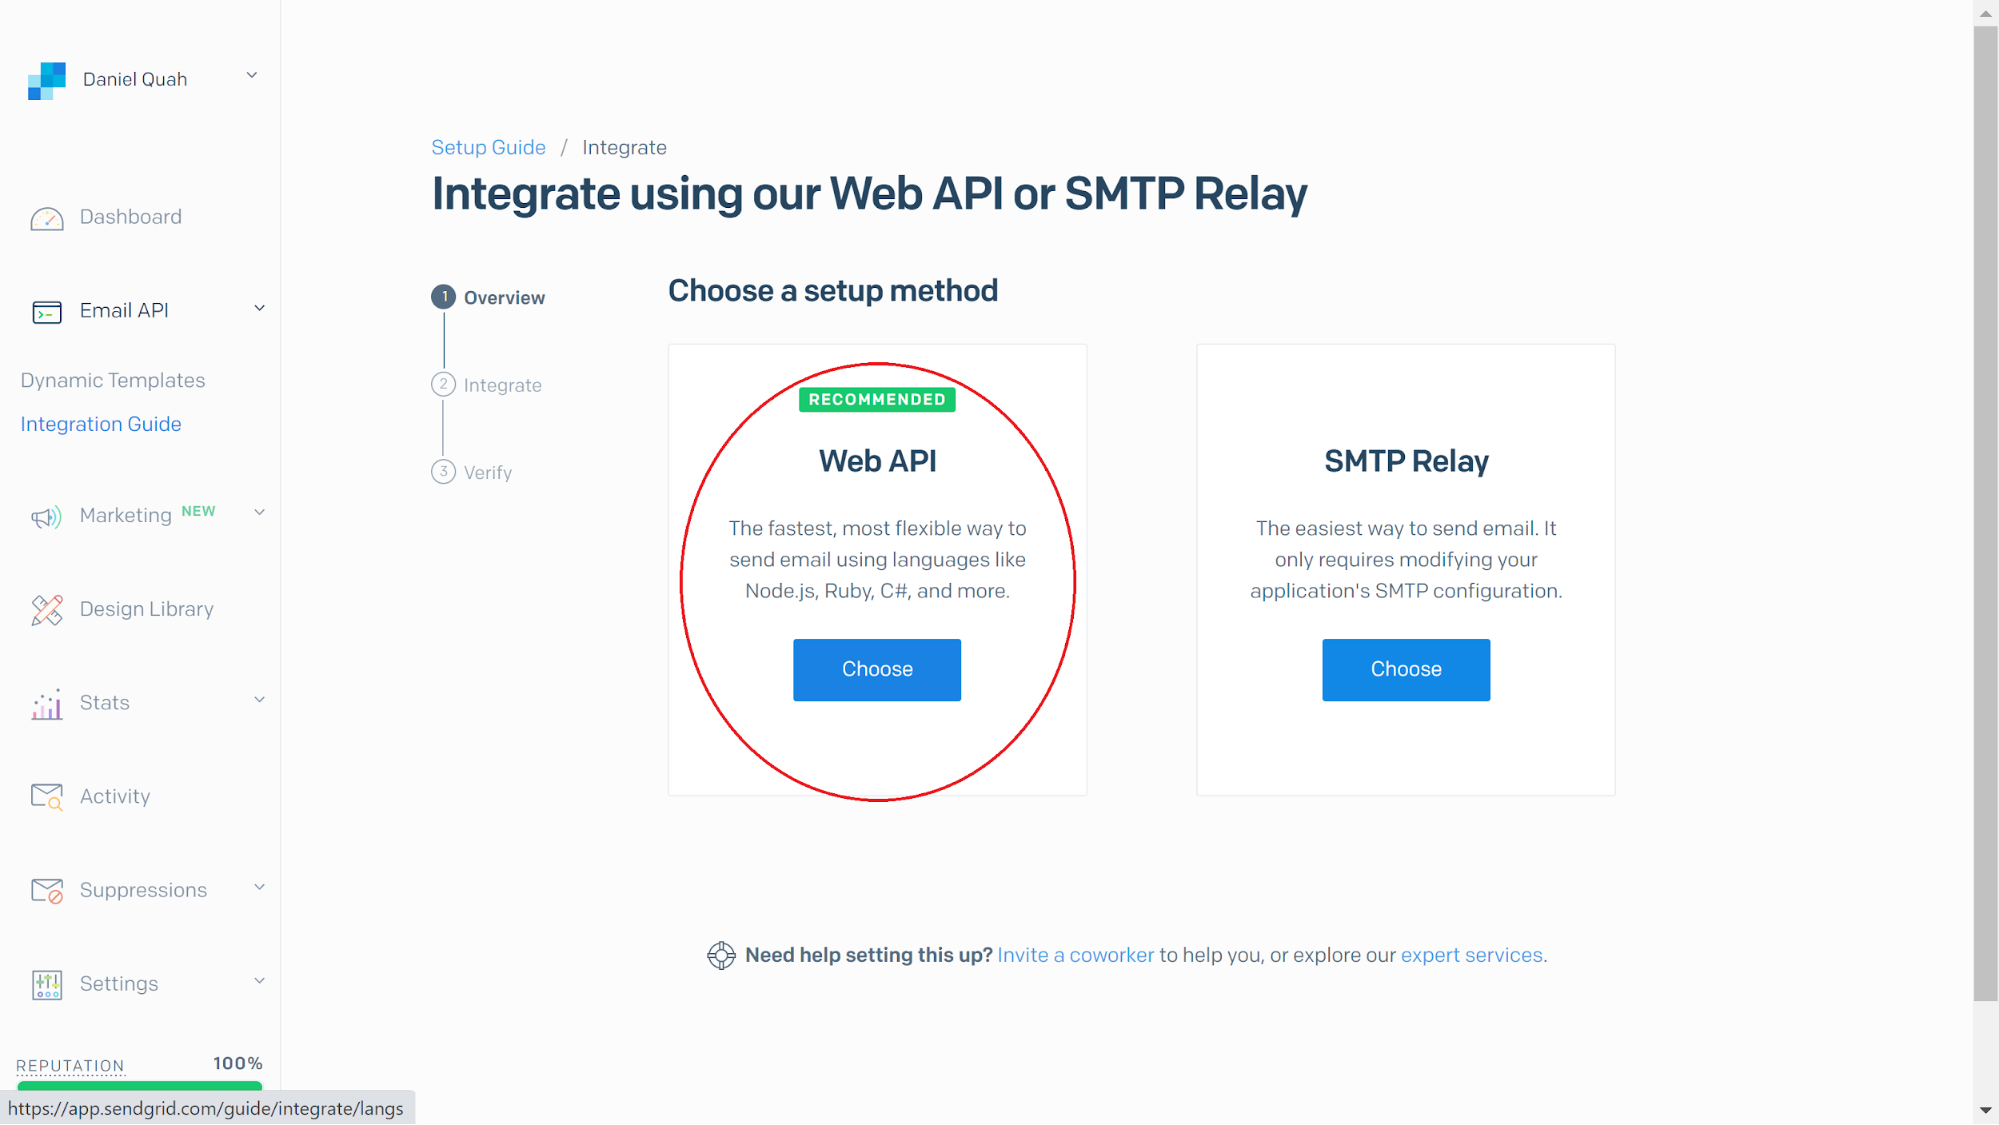 Daniel Quah
Dashboard
Email API
Dynamic Templates
Integration Guide
Marketing NEW
Design Library
Stats
Activity
Suppressions
Settings
REPUTATION 100%
https://app.sendgrid.com/guide/integrate/langs
Setup Guide / Integrate
Integrate using our Web API or SMTP Relay
1 Overview
2 Integrate
3 Verify
Choose a setup method
RECOMMENDED
Web API
The fastest, most flexible way to
send email using languages like
Node.js, Ruby, C#, and more.
Choose
SMTP Relay
The easiest way to send email. It
only requires modifying your
application's SMTP configuration.
Choose
Need help setting this up? Invite a coworker to help you, or explore our expert services.